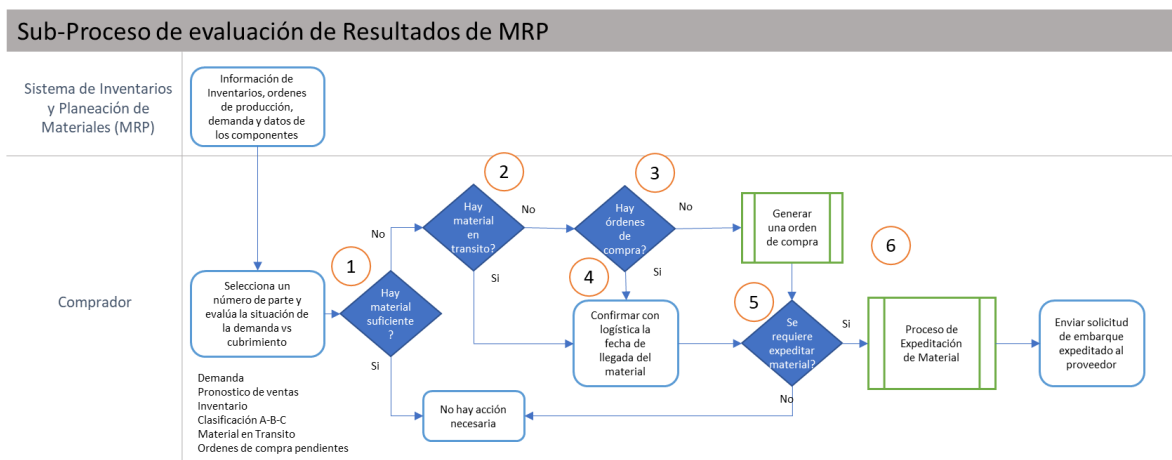 Sub-Proceso de evaluación de Resultados de MRP
Sistema de Inventarios
y Planeación de
Materiales (MRP)
Información de
Inventarios, ordenes
de producción,
demanda y datos de
los componentes
Comprador
Selecciona un
número de parte y
evalúa la situación de
la demanda vs
cubrimiento
Demanda
Pronostico de ventas
Inventario
Clasificación A-B-C
Material en Transito
Ordenes de compra pendientes
1
Hay
material
suficiente
?
No
Si
2
Hay
material
en
transito?
No
Si
3
Hay
órdenes
de
compra?
No
Si
4
Confirmar con
logística la
fecha de
llegada del
material
No hay acción
necesaria
Generar
una orden
de compra
5
Se
requiere
expeditar
material?
Si
No
6
Proceso de
Expeditación
de Material
Enviar solicitud
de embarque
expeditado al
proveedor